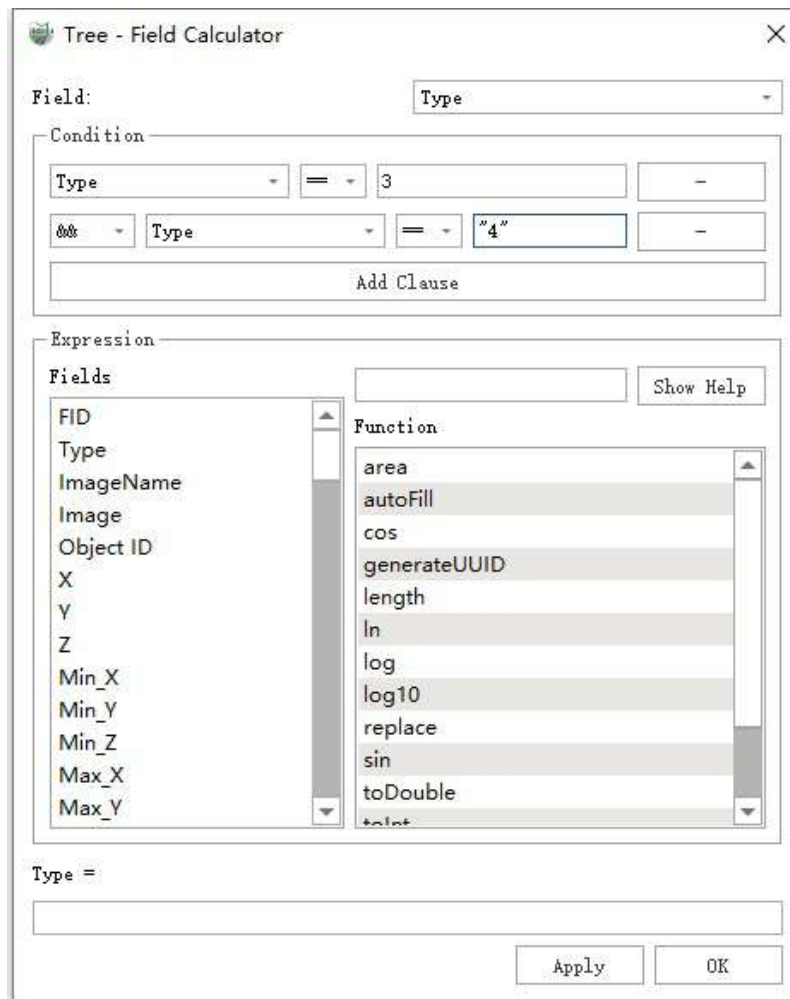 Tree - Field Calculator
Field:
Type
Condition
Type
==
3
-
&&
Type
==
"4"
-
Add Clause
Expression
Fields
Show Help
FID
Type
ImageName
Image
Object ID
X
Y
Z
Min_X
Min_Y
Min_Z
Max_X
Max_Y
Function
area
autoFill
cos
generateUUID
length
ln
log
log10
replace
sin
toDouble
toInt
Type =
Apply
OK